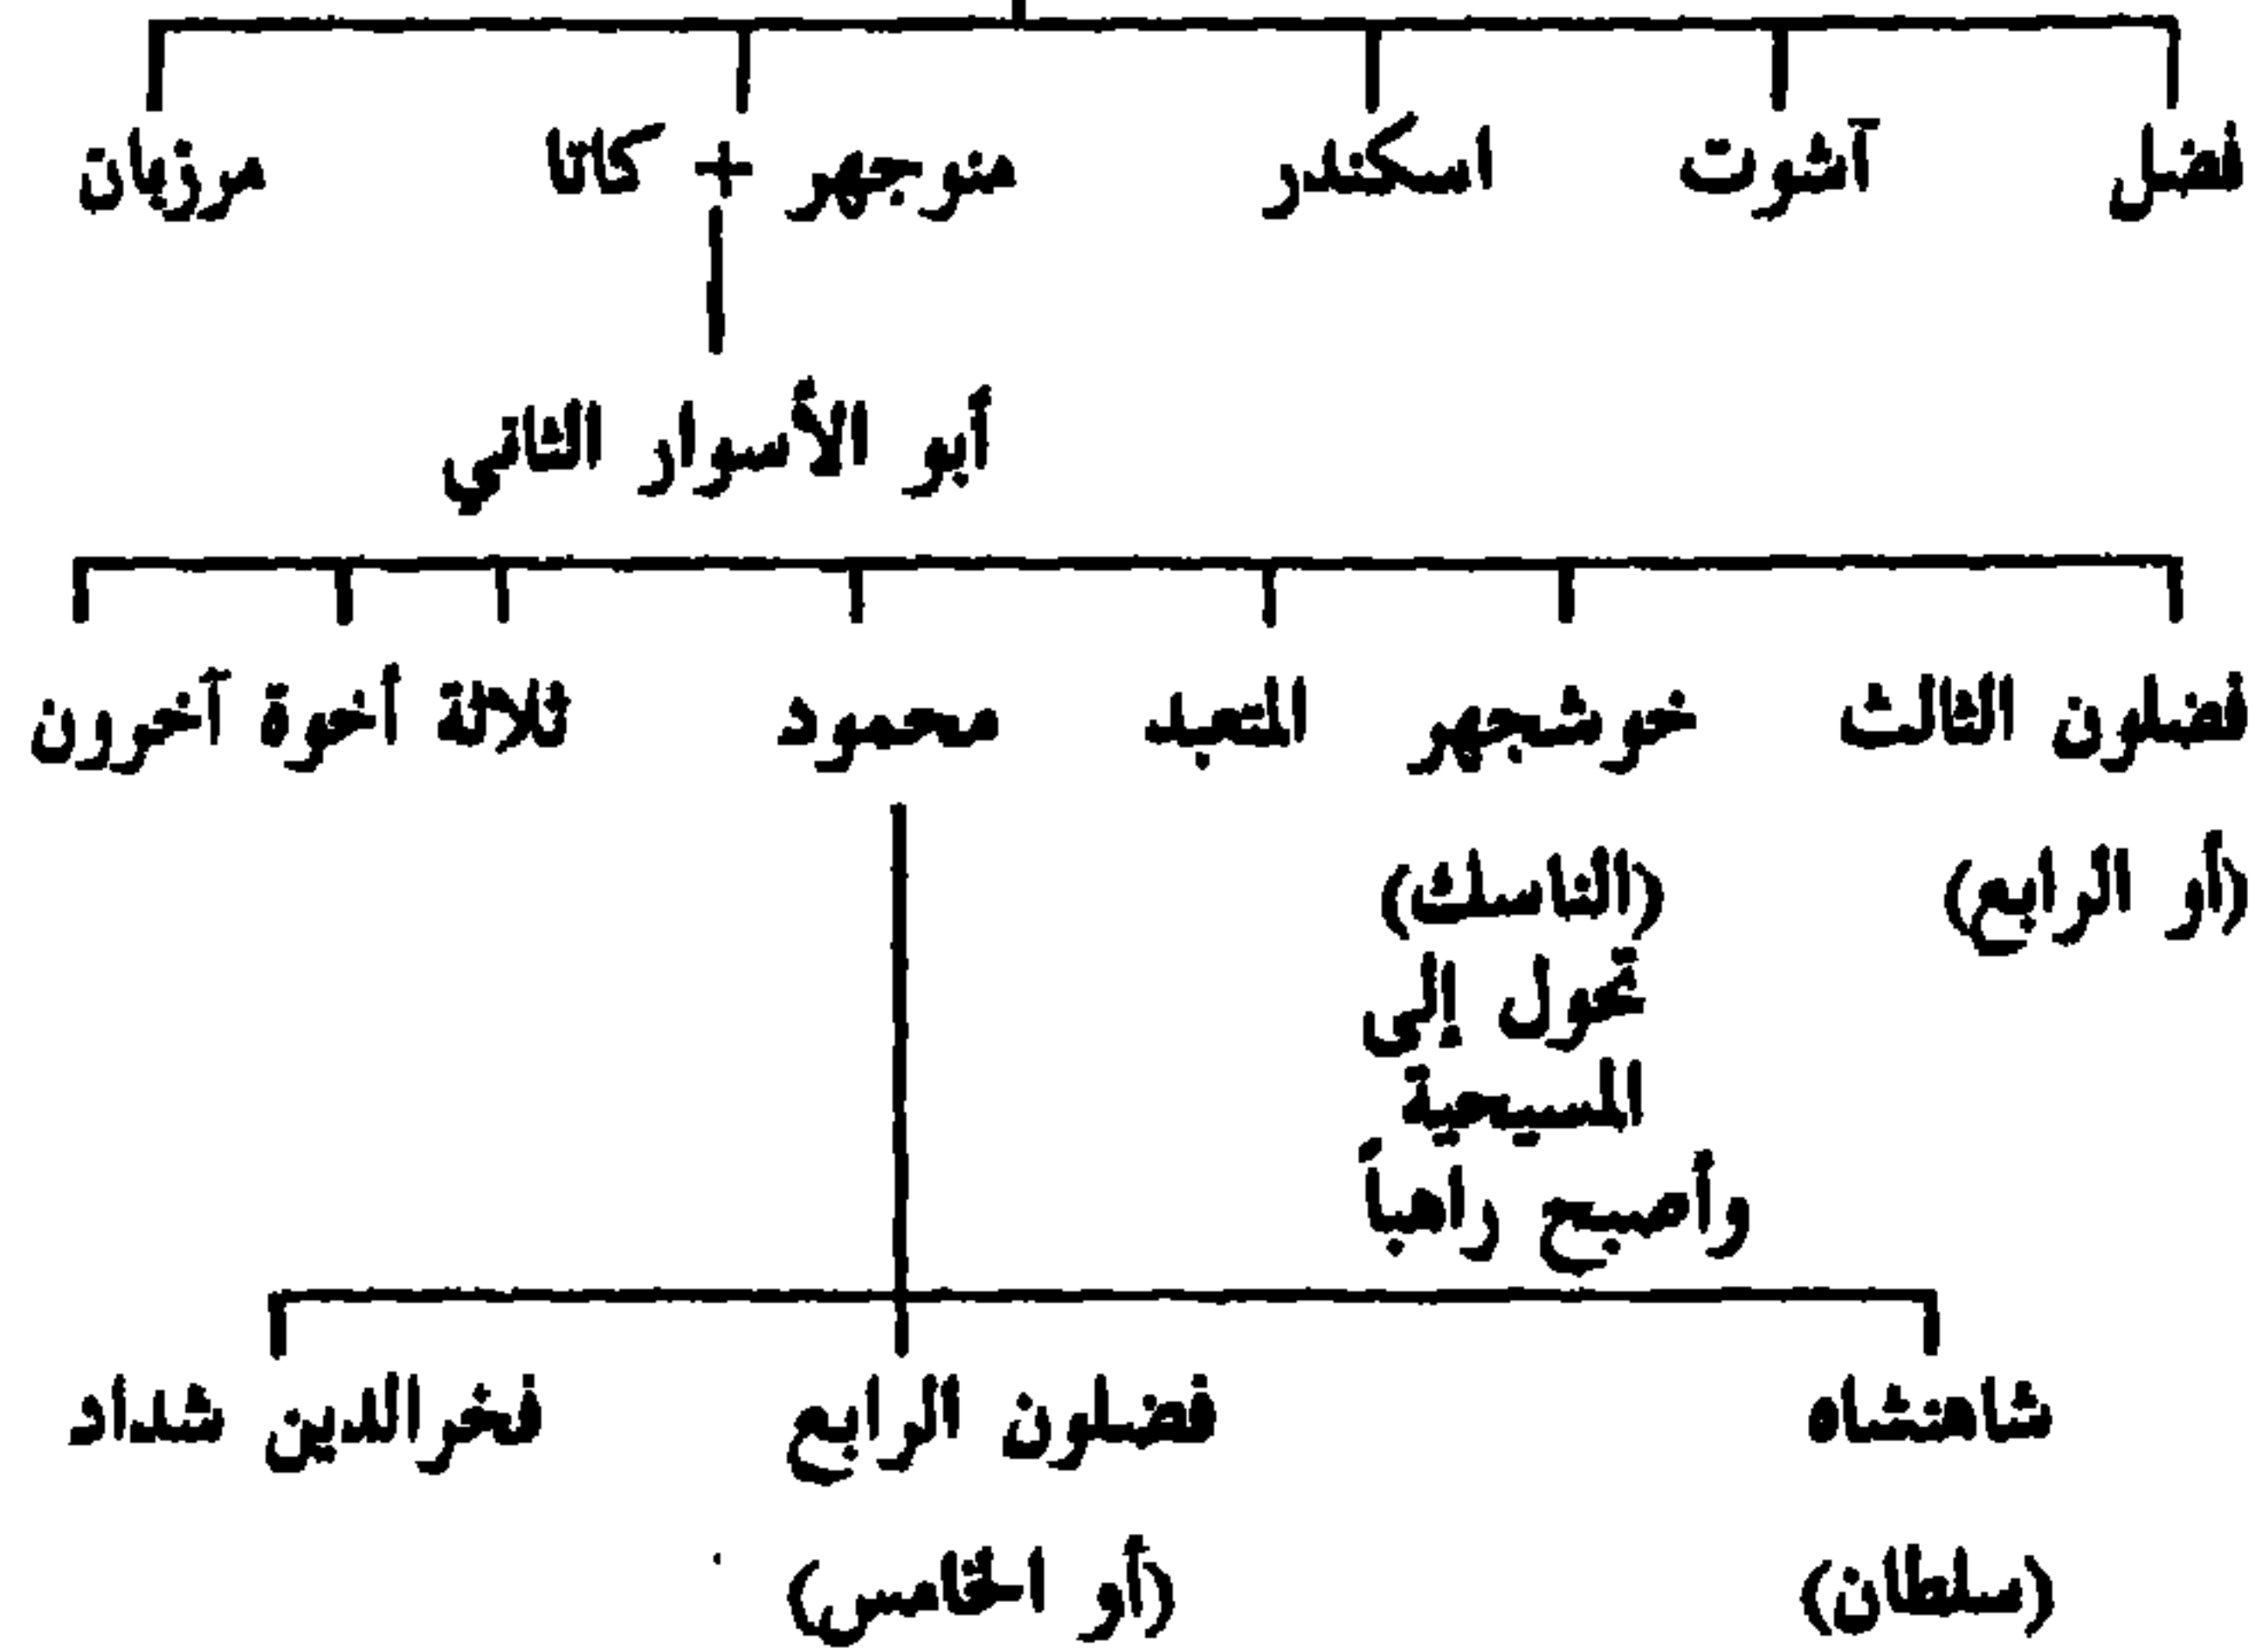 فضل آشوت اسكندر منوجهر + كاتا مرزبان
أبو الأسوار الثاني
فضلون الثالث خوشجهر المتعبد محمود ثلاثة أخوة آخرون
(أو الرابع) (الناسك)
تحول إلى
المسيحية
وأصبح راهباً
شاهنشاه فضلون الرابع فخرالدين شداد
(سلطان) (أو الخامس)